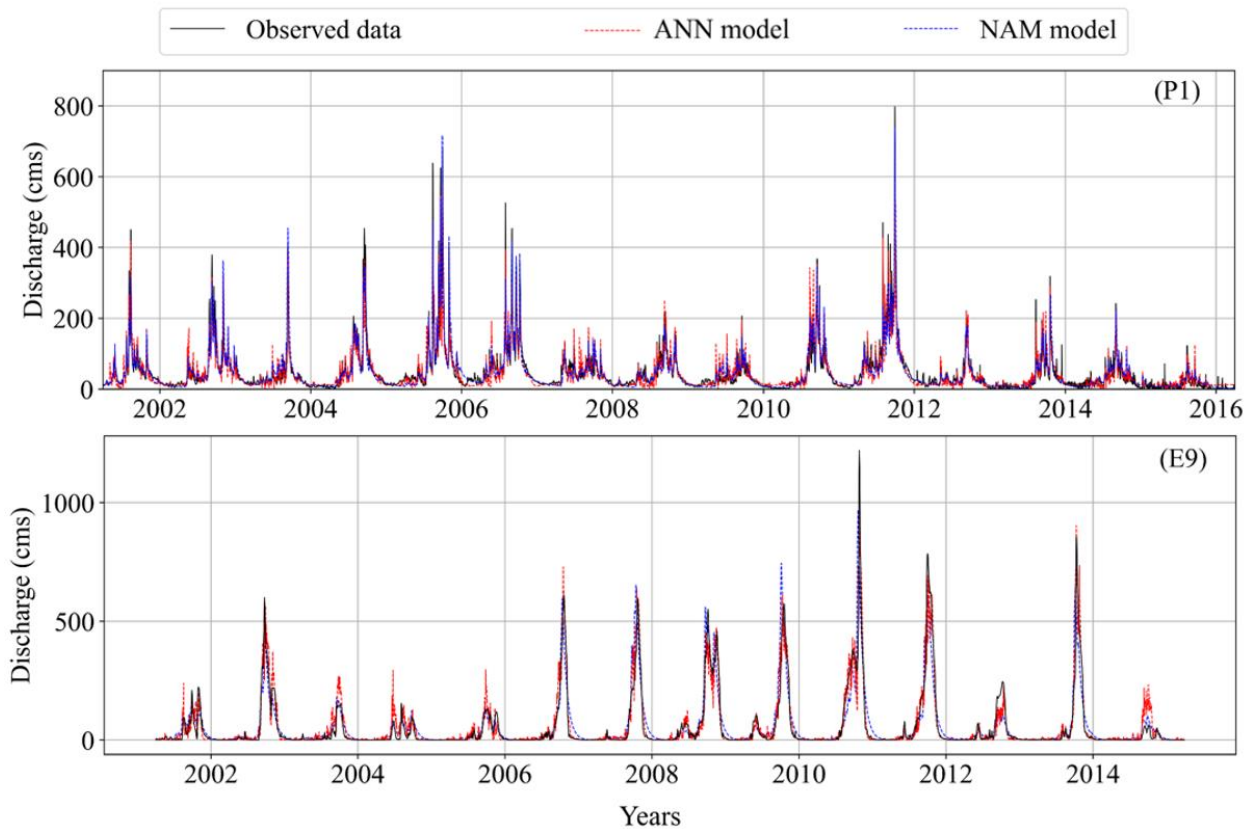 Observed data ANN model NAM model
(P1)
Discharge (cms)
800
600
400
200
0
2002 2004 2006 2008 2010 2012 2014 2016
(E9)
Discharge (cms)
1000
500
0
2002 2004 2006 2008 2010 2012 2014
Years